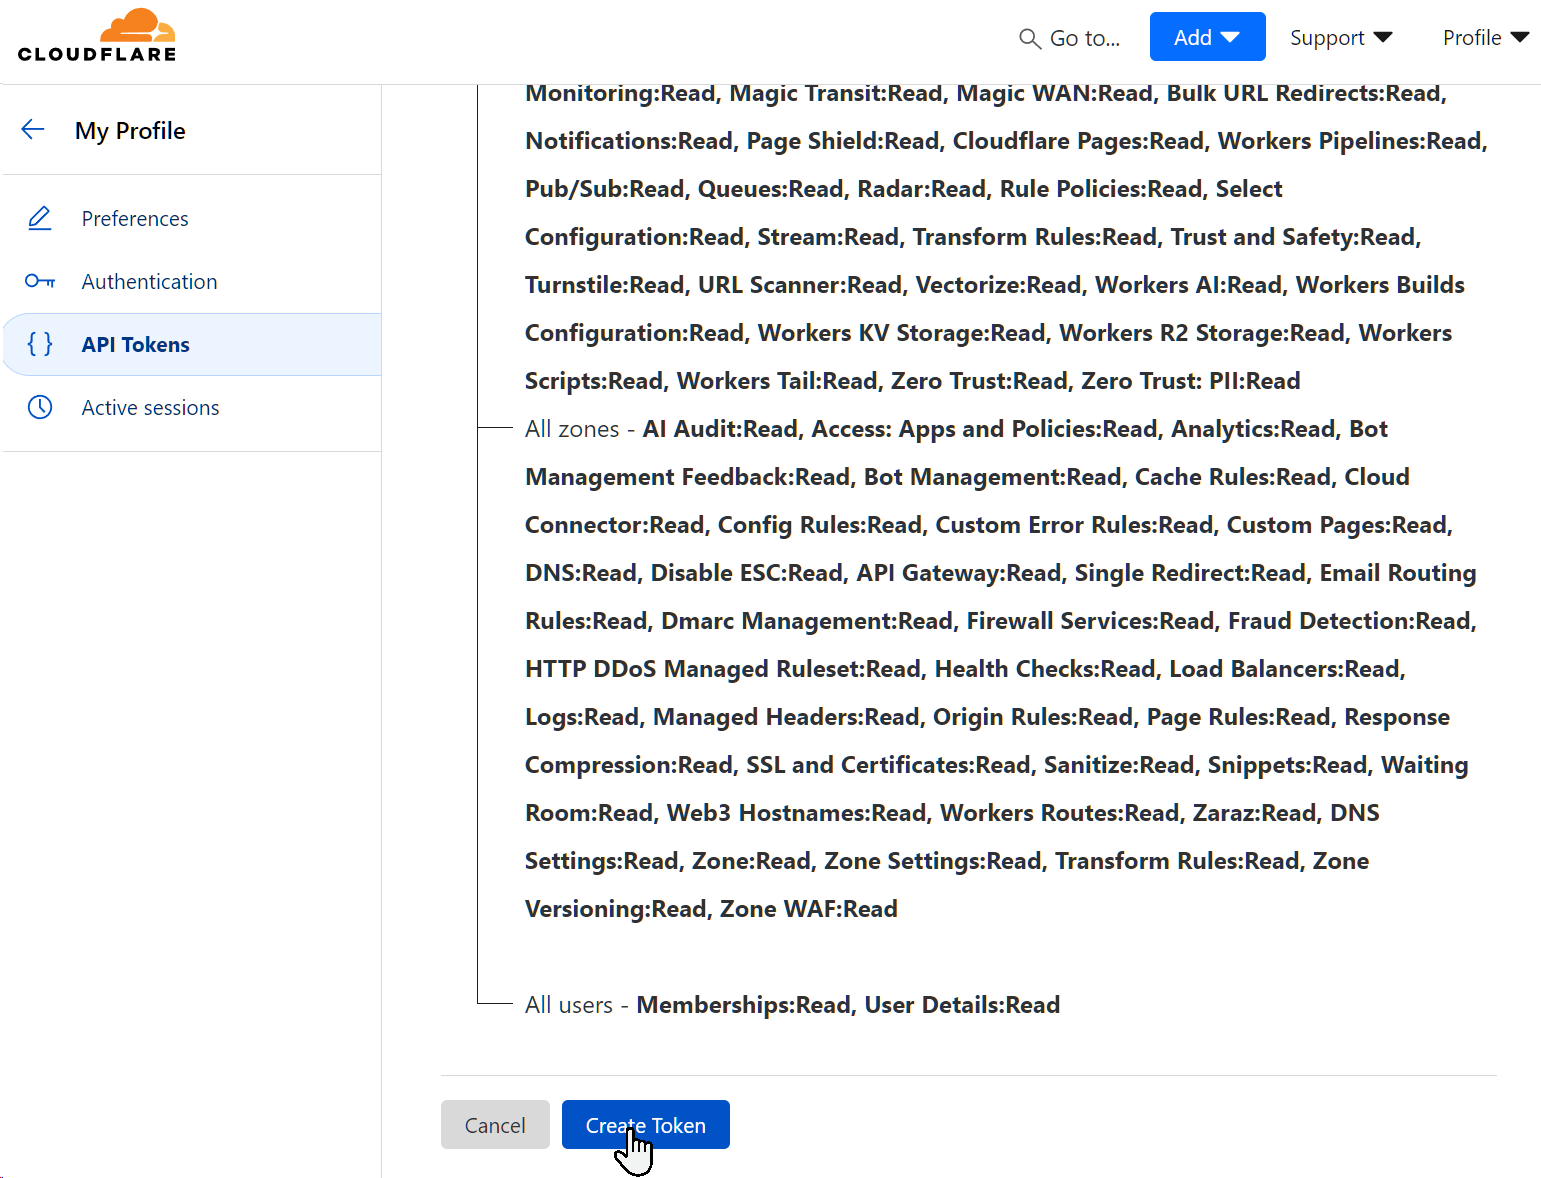 CLOUDFLARE
Go to...
Add
Support
Profile
My Profile
Preferences
Authentication
API Tokens
Active sessions
Monitoring:Read, Magic Transit:Read, Magic WAN:Read, Bulk URL Redirects:Read,
Notifications:Read, Page Shield:Read, Cloudflare Pages:Read, Workers Pipelines:Read,
Pub/Sub:Read, Queues:Read, Radar:Read, Rule Policies:Read, Select
Configuration:Read, Stream:Read, Transform Rules:Read, Trust and Safety:Read,
Turnstile:Read, URL Scanner:Read, Vectorize:Read, Workers AI:Read, Workers Builds
Configuration:Read, Workers KV Storage:Read, Workers R2 Storage:Read, Workers
Scripts:Read, Workers Tail:Read, Zero Trust:Read, Zero Trust: PII:Read
All zones - AI Audit:Read, Access: Apps and Policies:Read, Analytics:Read, Bot
Management Feedback:Read, Bot Management:Read, Cache Rules:Read, Cloud
Connector:Read, Config Rules:Read, Custom Error Rules:Read, Custom Pages:Read,
DNS:Read, Disable ESC:Read, API Gateway:Read, Single Redirect:Read, Email Routing
Rules:Read, Dmarc Management:Read, Firewall Services:Read, Fraud Detection:Read,
HTTP DDoS Managed Ruleset:Read, Health Checks:Read, Load Balancers:Read,
Logs:Read, Managed Headers:Read, Origin Rules:Read, Page Rules:Read, Response
Compression:Read, SSL and Certificates:Read, Sanitize:Read, Snippets:Read, Waiting
Room:Read, Web3 Hostnames:Read, Workers Routes:Read, Zaraz:Read, DNS
Settings:Read, Zone:Read, Zone Settings:Read, Transform Rules:Read, Zone
Versioning:Read, Zone WAF:Read
All users - Memberships:Read, User Details:Read
Cancel
Create Token